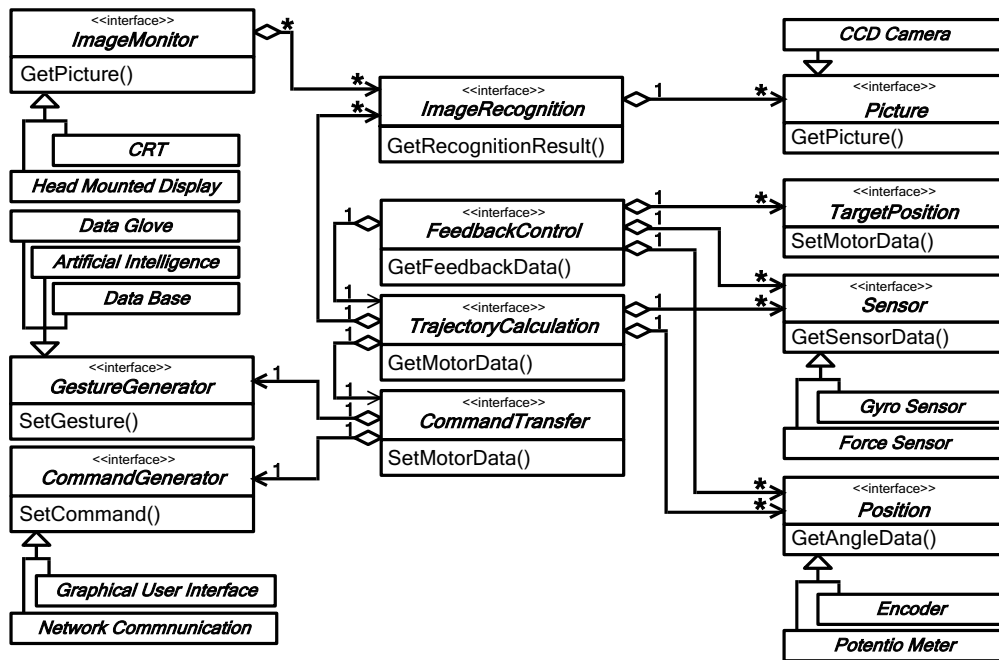 <<interface>>
ImageMonitor
*
GetPicture()
CRT
Head Mounted Display
Data Glove
Artificial Intelligence
Data Base
<<interface>>
GestureGenerator
1
SetGesture()
<<interface>>
CommandGenerator
1
SetCommand()
Graphical User Interface
Network Commnunication
*
*
<<interface>>
ImageRecognition
1
GetRecognitionResult()
1
<<interface>>
FeedbackControl
1
1
1
GetFeedbackData()
1
1
1
<<interface>>
TrajectoryCalculation
1
1
GetMotorData()
1
1
1
<<interface>>
CommandTransfer
SetMotorData()
CCD Camera
*
<<interface>>
Picture
GetPicture()
*
<<interface>>
TargetPosition
SetMotorData()
*
*
<<interface>>
Sensor
GetSensorData()
Gyro Sensor
Force Sensor
*
*
<<interface>>
Position
GetAngleData()
Encoder
Potentio Meter